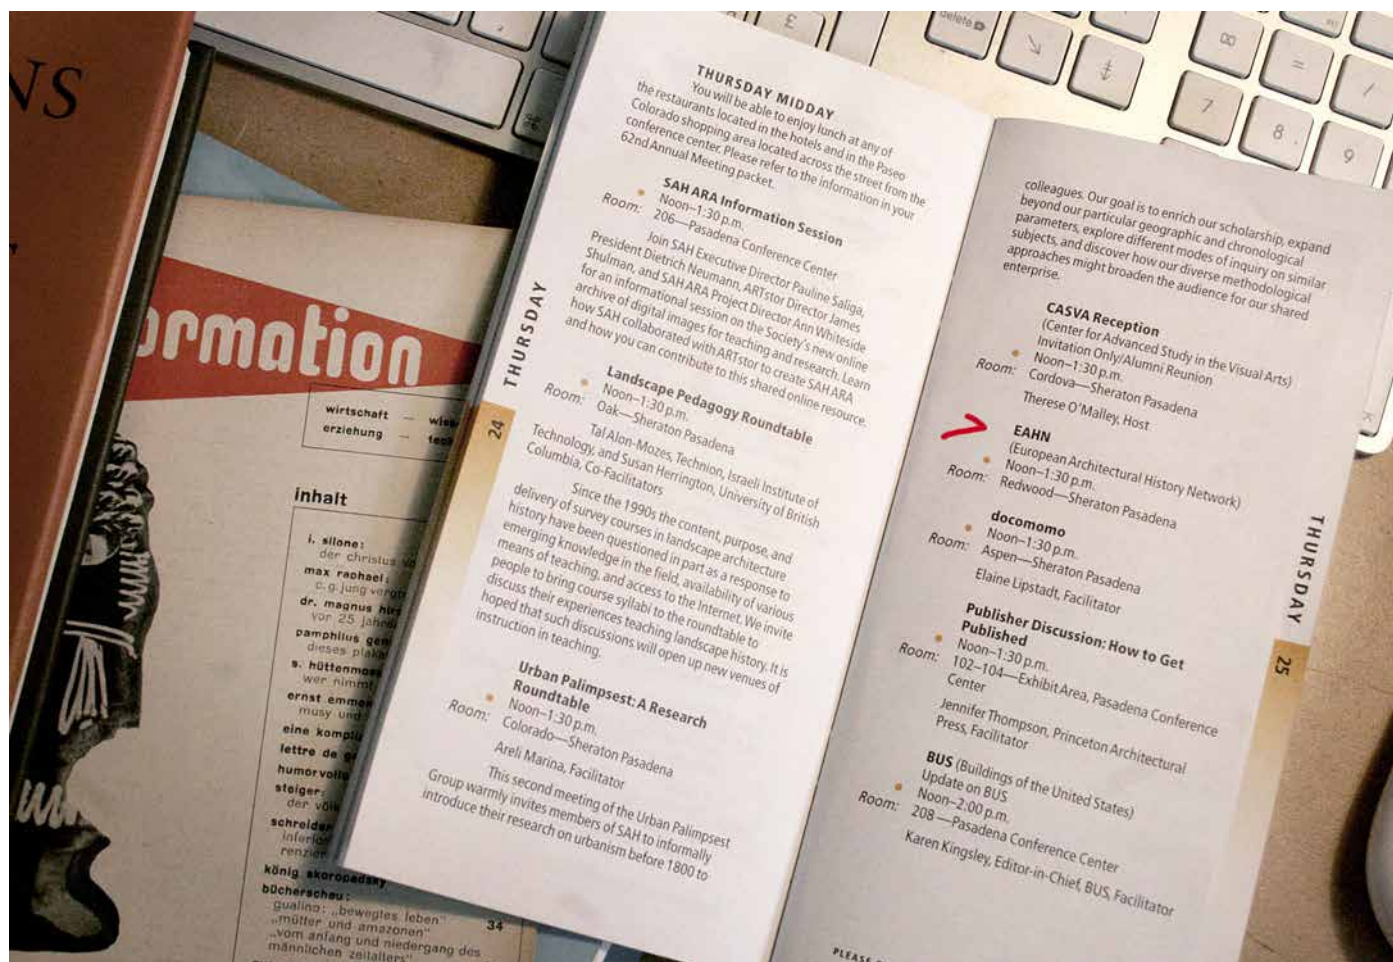 NS
ormation
wirtschaft —
erziehung —
inhalt
i. silone:
der christus
max raphael:
c. g. jung
dr. magnus
vor 25
pamphilus
dieses
s.
wer nimmt
ernst
musy und
eine
lettre de
steiger:
der
könig skoropadsky
bücherschau:
gualino: „bewegtes leben"
34
„mütter und amazonen"
„vom anfang und niedergang des
männlichen zeitalters"
delete
£
7
8
9
=
/
THURSDAY
24
THURSDAY MIDDAY
You will be able to enjoy lunch at any of
the restaurants located in the hotels and in the Paseo
Colorado shopping area located across the street from the
conference center. Please refer to the information in your
62nd Annual Meeting packet.
SAH ARA Information Session
Noon–1:30 p.m.
Room: 206—Pasadena Conference Center
Join SAH Executive Director Pauline Saliga,
President Dietrich Neumann, ARTstor Director James
Shulman, and SAH ARA Project Director Ann Whiteside
for an informational session on the Society's new online
archive of digital images for teaching and research. Learn
how SAH collaborated with ARTstor to create SAH ARA
and how you can contribute to this shared online resource.
Landscape Pedagogy Roundtable
Noon–1:30 p.m.
Room: Oak—Sheraton Pasadena
Tal Alon-Mozes, Technion, Israeli Institute of
Technology, and Susan Herrington, University of British
Columbia, Co-Facilitators
Since the 1990s the content, purpose, and
delivery of survey courses in landscape architecture
history have been questioned in part as a response to
emerging knowledge in the field, availability of various
means of teaching, and access to the Internet. We invite
people to bring course syllabi to the roundtable to
discuss their experiences teaching landscape history. It is
hoped that such discussions will open up new venues of
instruction in teaching.
Urban Palimpsest: A Research
Roundtable
Noon–1:30 p.m.
Room: Colorado—Sheraton Pasadena
Areli Marina, Facilitator
This second meeting of the Urban Palimpsest
Group warmly invites members of SAH to informally
introduce their research on urbanism before 1800 to
colleagues. Our goal is to enrich our scholarship, expand
beyond our particular geographic and chronological
parameters, explore different modes of inquiry on similar
subjects, and discover how our diverse methodological
approaches might broaden the audience for our shared
enterprise.
CASVA Reception
(Center for Advanced Study in the Visual Arts)
Invitation Only/Alumni Reunion
Noon–1:30 p.m.
Room: Cordova—Sheraton Pasadena
Therese O'Malley, Host
EAHN
(European Architectural History Network)
Noon–1:30 p.m.
Room: Redwood—Sheraton Pasadena
docomomo
Noon–1:30 p.m.
Room: Aspen—Sheraton Pasadena
Elaine Lipstadt, Facilitator
Publisher Discussion: How to Get
Published
Noon–1:30 p.m.
Room: 102–104—Exhibit Area, Pasadena Conference
Center
Jennifer Thompson, Princeton Architectural
Press, Facilitator
BUS (Buildings of the United States)
Update on BUS
Noon–2:00 p.m.
Room: 208—Pasadena Conference Center
Karen Kingsley, Editor-in-Chief, BUS, Facilitator
PLEASE
THURSDAY
25